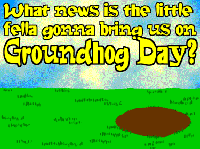 What news is the little
fella gonna bring us on
Groundhog Day?